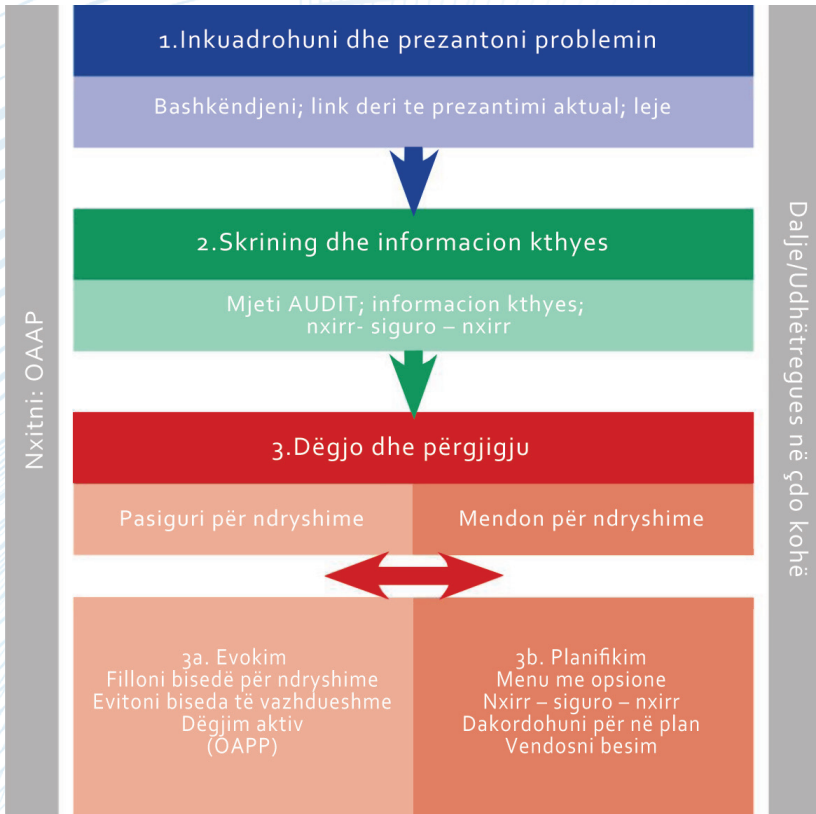 1.Inkuadrohuni dhe prezantoni problemin
Bashkëndjeni; link deri te prezantimi aktual; leje
2.Skrining dhe informacion kthyes
Mjeti AUDIT; informacion kthyes;
nxirr- siguro – nxirr
3.Dëgjo dhe përgjigju
Pasiguri për ndryshime
Mendon për ndryshime
3a. Evokim
Filloni bisedë për ndryshime
Evitoni biseda të vazhdueshme
Dëgjim aktiv
(OAPP)
3b. Planifikim
Menu me opsione
Nxirr – siguro – nxirr
Dakordohuni për në plan
Vendosni besim
Nxitni: OAAP
Dalje/Udhëtregues në çdo kohë